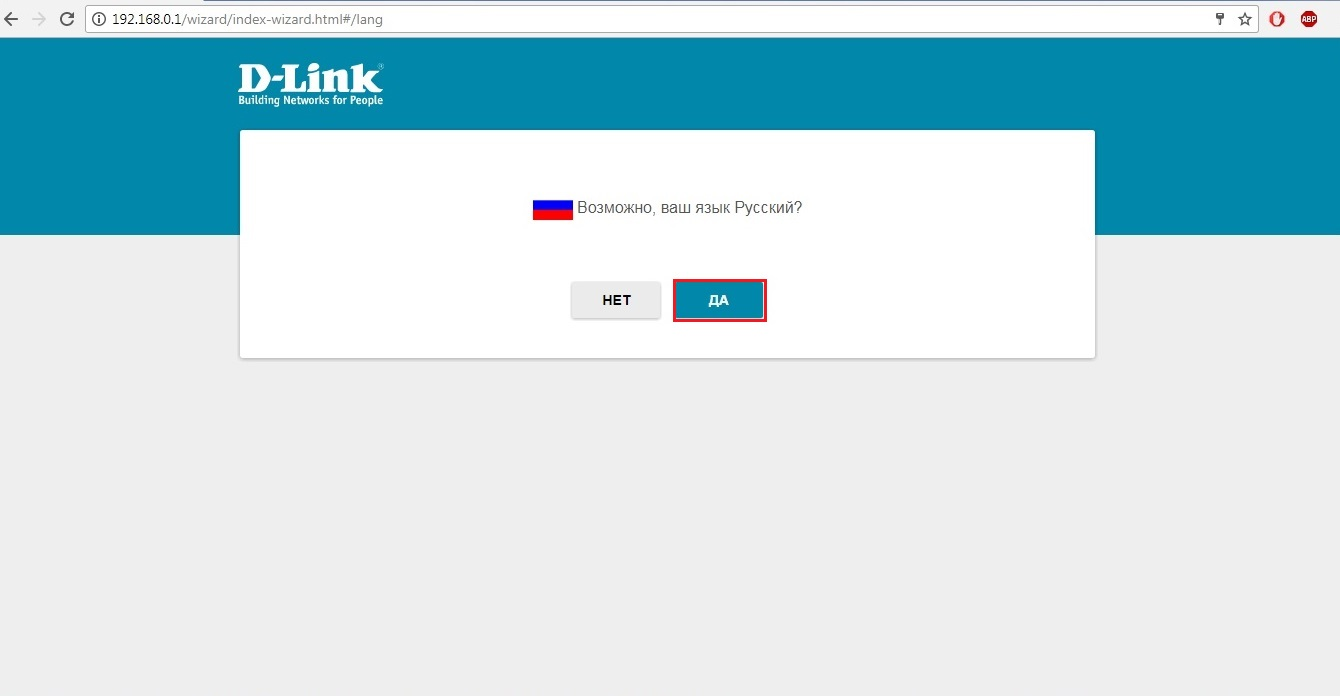 192.168.0.1/wizard/index-wizard.html#/lang
ABP
D-Link®
Building Networks for People
Возможно, ваш язык Русский?
НЕТ ДА